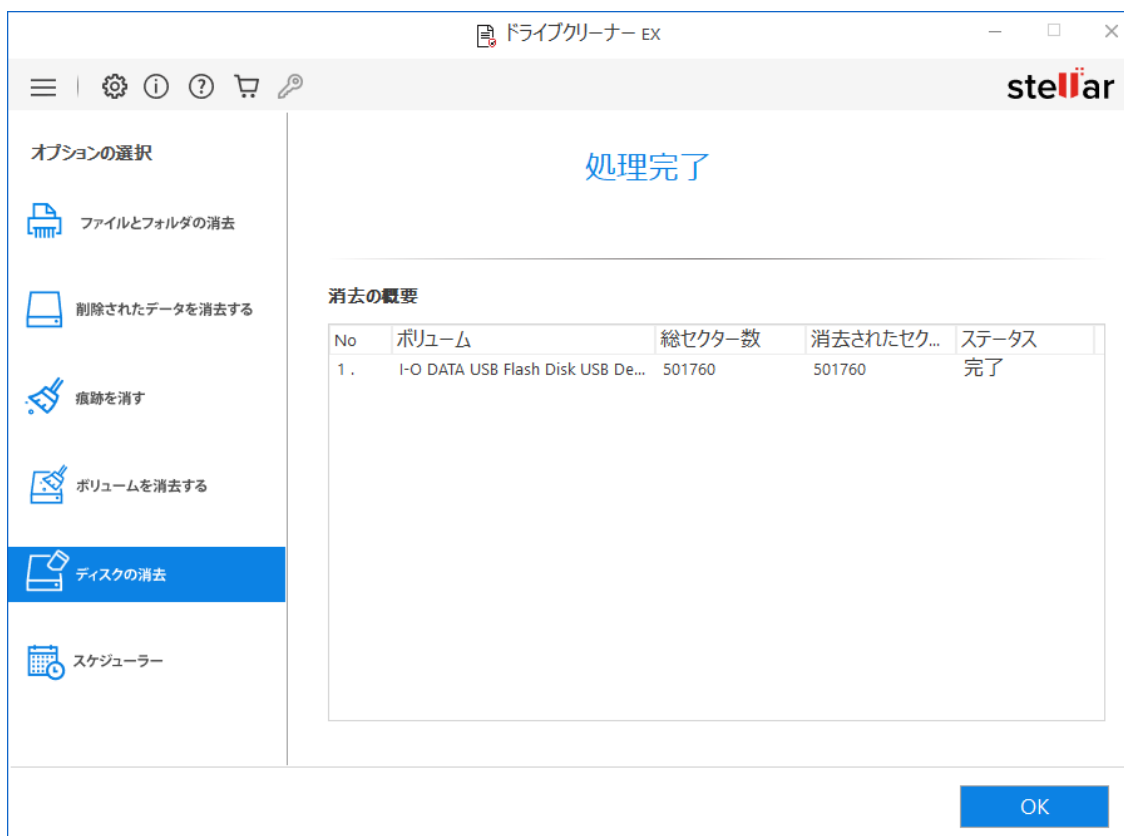 ドライブクリーナー EX
stellar
オプションの選択
ファイルとフォルダの消去
削除されたデータを消去する
痕跡を消す
ボリュームを消去する
ディスクの消去
スケジューラー
処理完了
消去の概要
No ボリューム 総セクター数 消去されたセク... ステータス
1 . I-O DATA USB Flash Disk USB De... 501760 501760 完了
OK